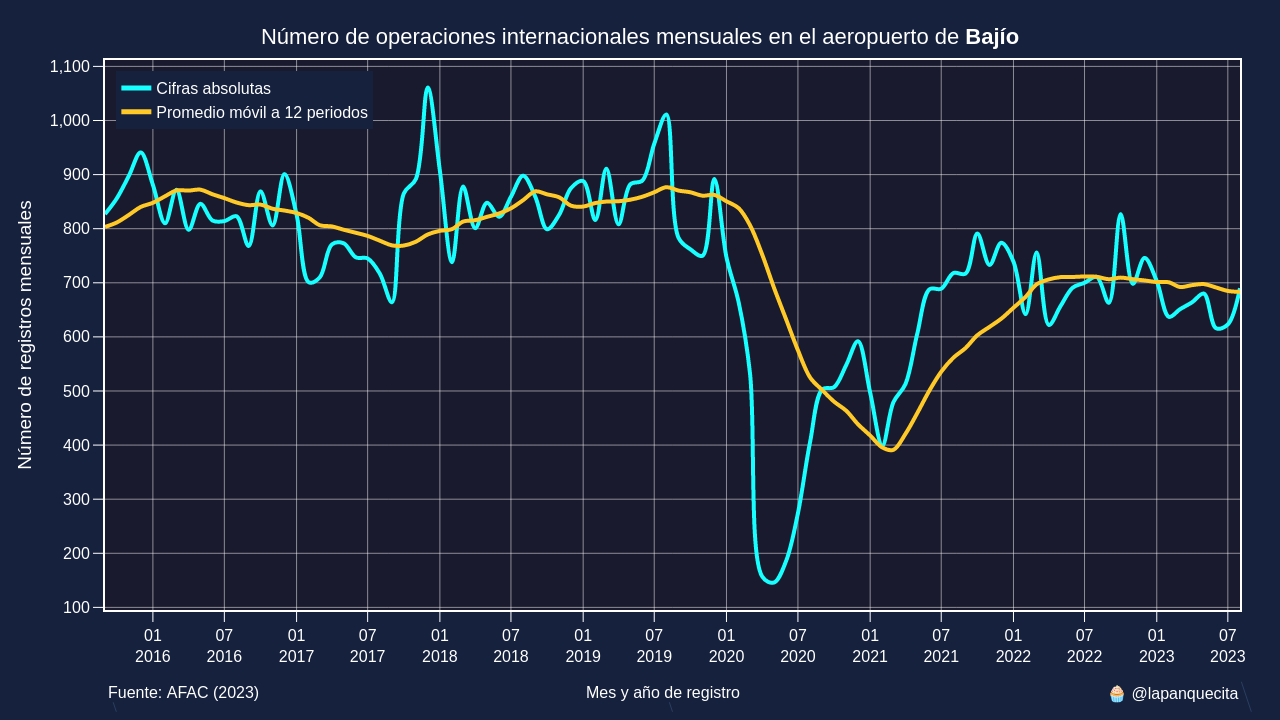 Número de operaciones internacionales mensuales en el aeropuerto de Bajío
Cifras absolutas
Promedio móvil a 12 periodos
Número de registros mensuales
1,100
1,000
900
800
700
600
500
400
300
200
100
01 07 01 07 01 07 01 07 01 07 01 07 01 07 01 07
2016 2016 2017 2017 2018 2018 2019 2019 2020 2020 2021 2021 2022 2022 2023 2023
Fuente: AFAC (2023)
Mes y año de registro
🧁 @lapanquecita